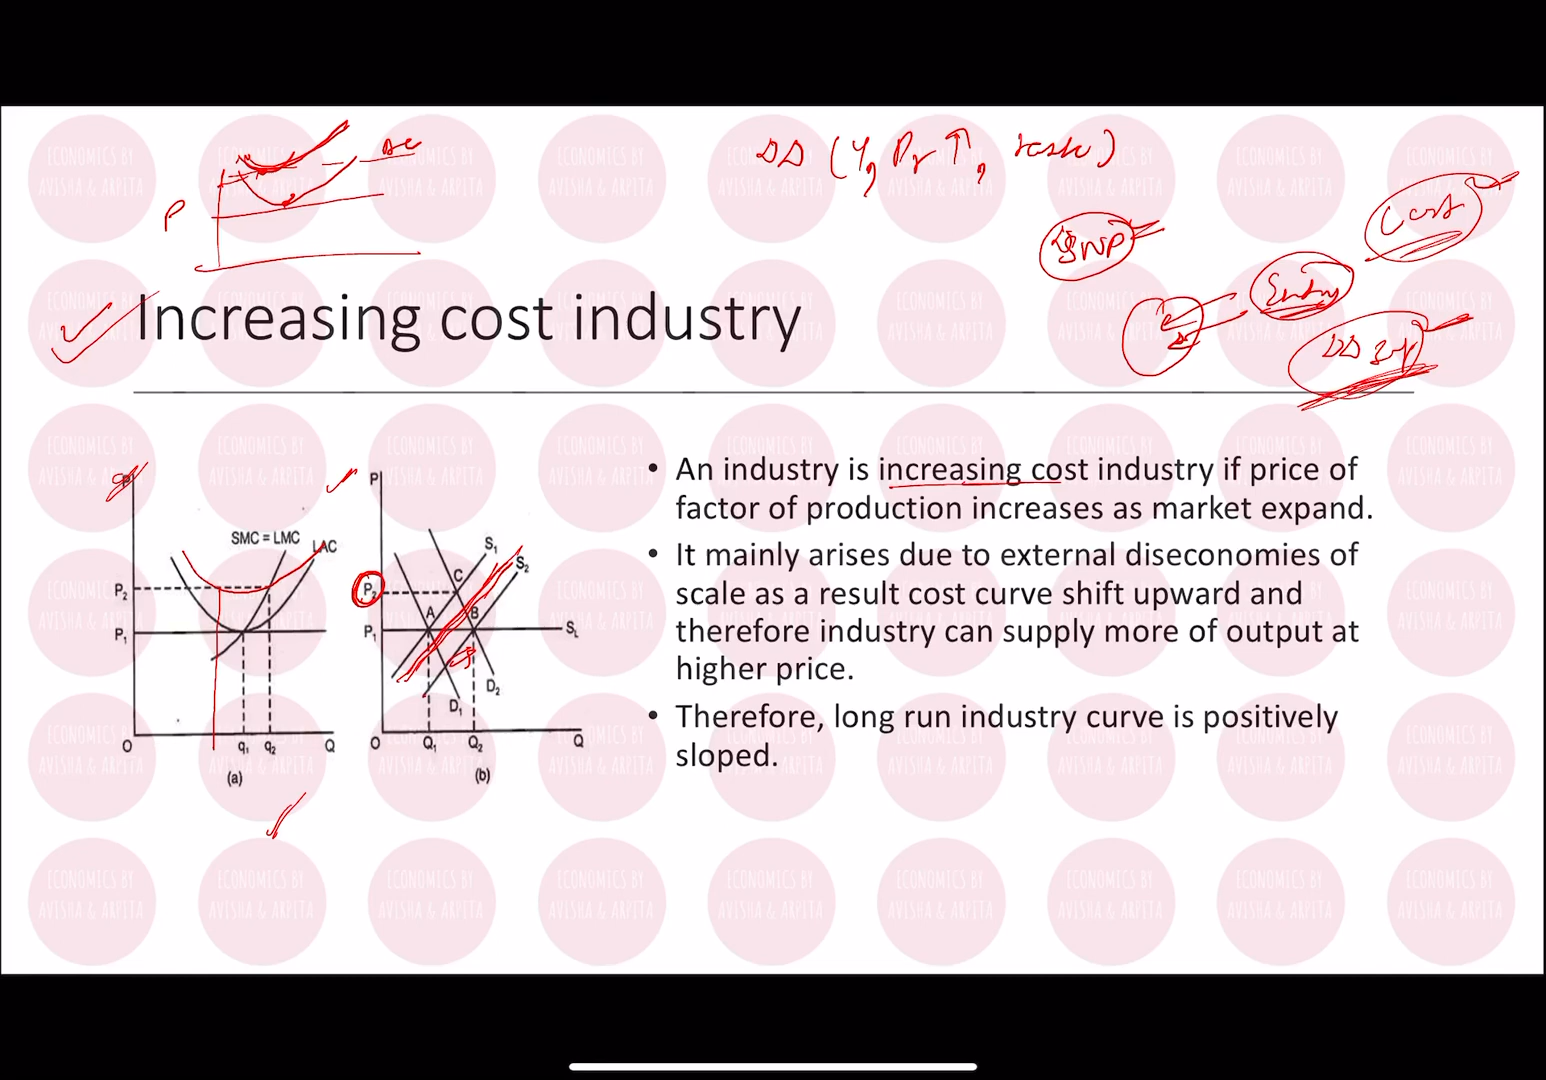 AC
P
DD (Y, Pr ↑, taste)
SNP
Cost
Entry
DD
Increasing cost industry
• An industry is increasing cost industry if price of
factor of production increases as market expand.
• It mainly arises due to external diseconomies of
scale as a result cost curve shift upward and
therefore industry can supply more of output at
higher price.
• Therefore, long run industry curve is positively
sloped.
SMC = LMC
LAC
P₂
P₁
O
q₁
q₂
Q
(a)
P
S₁
S₂
C
P₂
A
B
P₁
S_L
D₂
D₁
O
Q₁
Q₂
Q
(b)
ECONOMICS BY
AVISHA & ARPITA